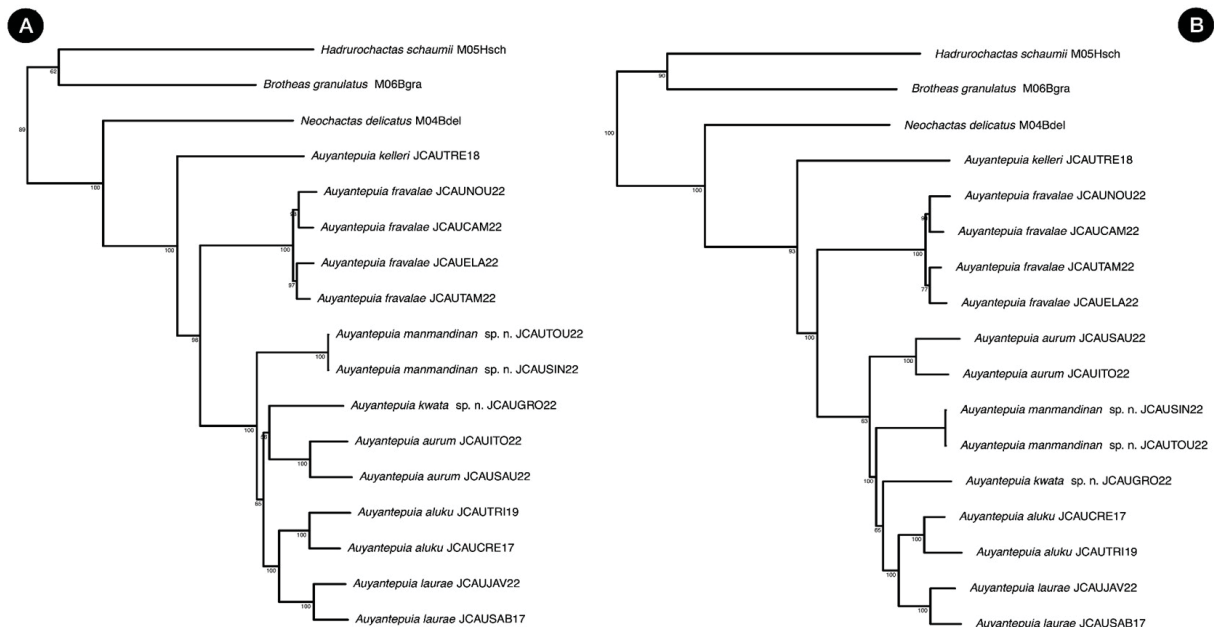 A
B
Hadrurochactas schaumii M05Hsch
62
Brotheas granulatus M06Bgra
89
Neochactas delicatus M04Bdel
100
Auyantepuia kelleri JCAUTRE18
100
Auyantepuia fravalae JCAUNOU22
Auyantepuia fravalae JCAUCAM22
100
Auyantepuia fravalae JCAUELA22
97
Auyantepuia fravalae JCAUTAM22
98
Auyantepuia manmandinan sp. n. JCAUTOU22
100
Auyantepuia manmandinan sp. n. JCAUSIN22
Auyantepuia kwata sp. n. JCAUGRO22
100
Auyantepuia aurum JCAUITO22
100
Auyantepuia aurum JCAUSAU22
65
Auyantepuia aluku JCAUTRI19
100
Auyantepuia aluku JCAUCRE17
100
Auyantepuia laurae JCAUJAV22
100
Auyantepuia laurae JCAUSAB17
Hadrurochactas schaumii M05Hsch
90
Brotheas granulatus M06Bgra
Neochactas delicatus M04Bdel
100
Auyantepuia kelleri JCAUTRE18
100
Auyantepuia fravalae JCAUNOU22
Auyantepuia fravalae JCAUCAM22
93
100
Auyantepuia fravalae JCAUTAM22
77
Auyantepuia fravalae JCAUELA22
Auyantepuia aurum JCAUSAU22
100
Auyantepuia aurum JCAUITO22
Auyantepuia manmandinan sp. n. JCAUSIN22
83
100
Auyantepuia manmandinan sp. n. JCAUTOU22
100
Auyantepuia kwata sp. n. JCAUGRO22
Auyantepuia aluku JCAUCRE17
65
100
Auyantepuia aluku JCAUTRI19
100
Auyantepuia laurae JCAUJAV22
100
Auyantepuia laurae JCAUSAB17